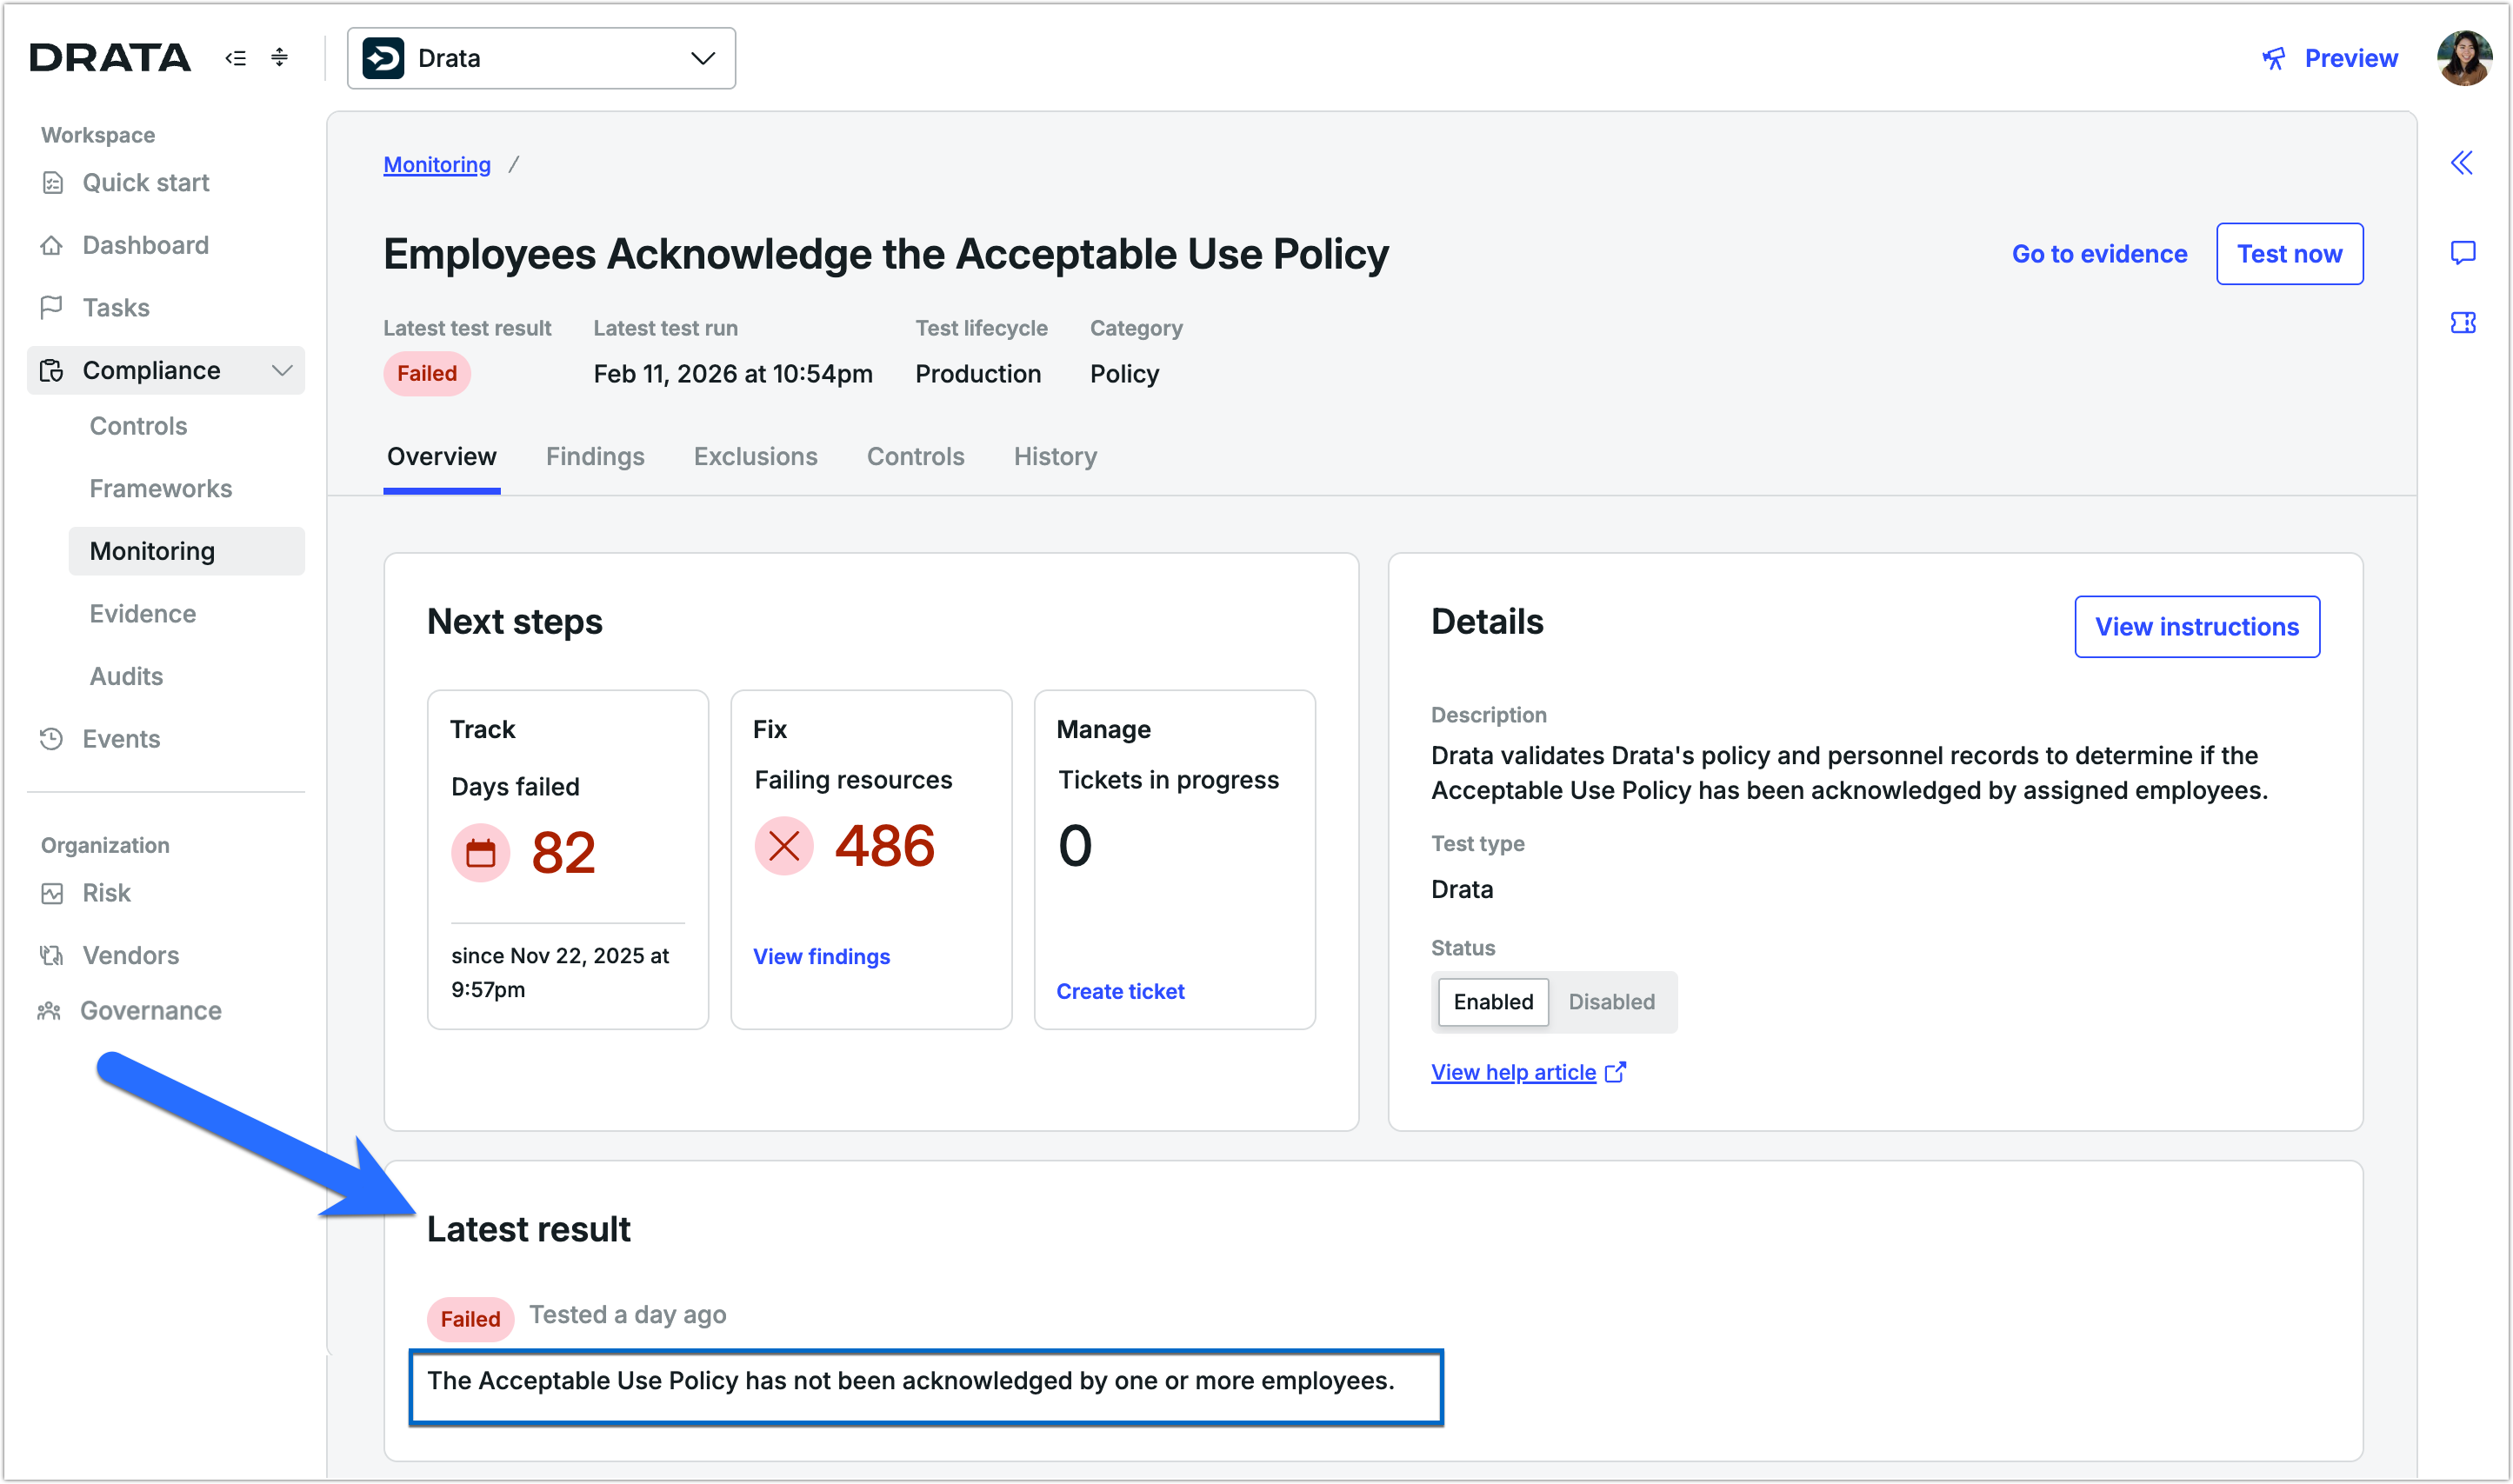 DRATA
Drata
Preview
Workspace
Quick start
Dashboard
Tasks
Compliance
Controls
Frameworks
Monitoring
Evidence
Audits
Events
Organization
Risk
Vendors
Governance
Monitoring /
Employees Acknowledge the Acceptable Use Policy
Go to evidence
Test now
Latest test result
Failed
Latest test run
Feb 11, 2026 at 10:54pm
Test lifecycle
Production
Category
Policy
Overview
Findings
Exclusions
Controls
History
Next steps
Track
Days failed
82
since Nov 22, 2025 at
9:57pm
Fix
Failing resources
486
View findings
Manage
Tickets in progress
0
Create ticket
Details
View instructions
Description
Drata validates Drata's policy and personnel records to determine if the
Acceptable Use Policy has been acknowledged by assigned employees.
Test type
Drata
Status
Enabled
Disabled
View help article
Latest result
Failed
Tested a day ago
The Acceptable Use Policy has not been acknowledged by one or more employees.